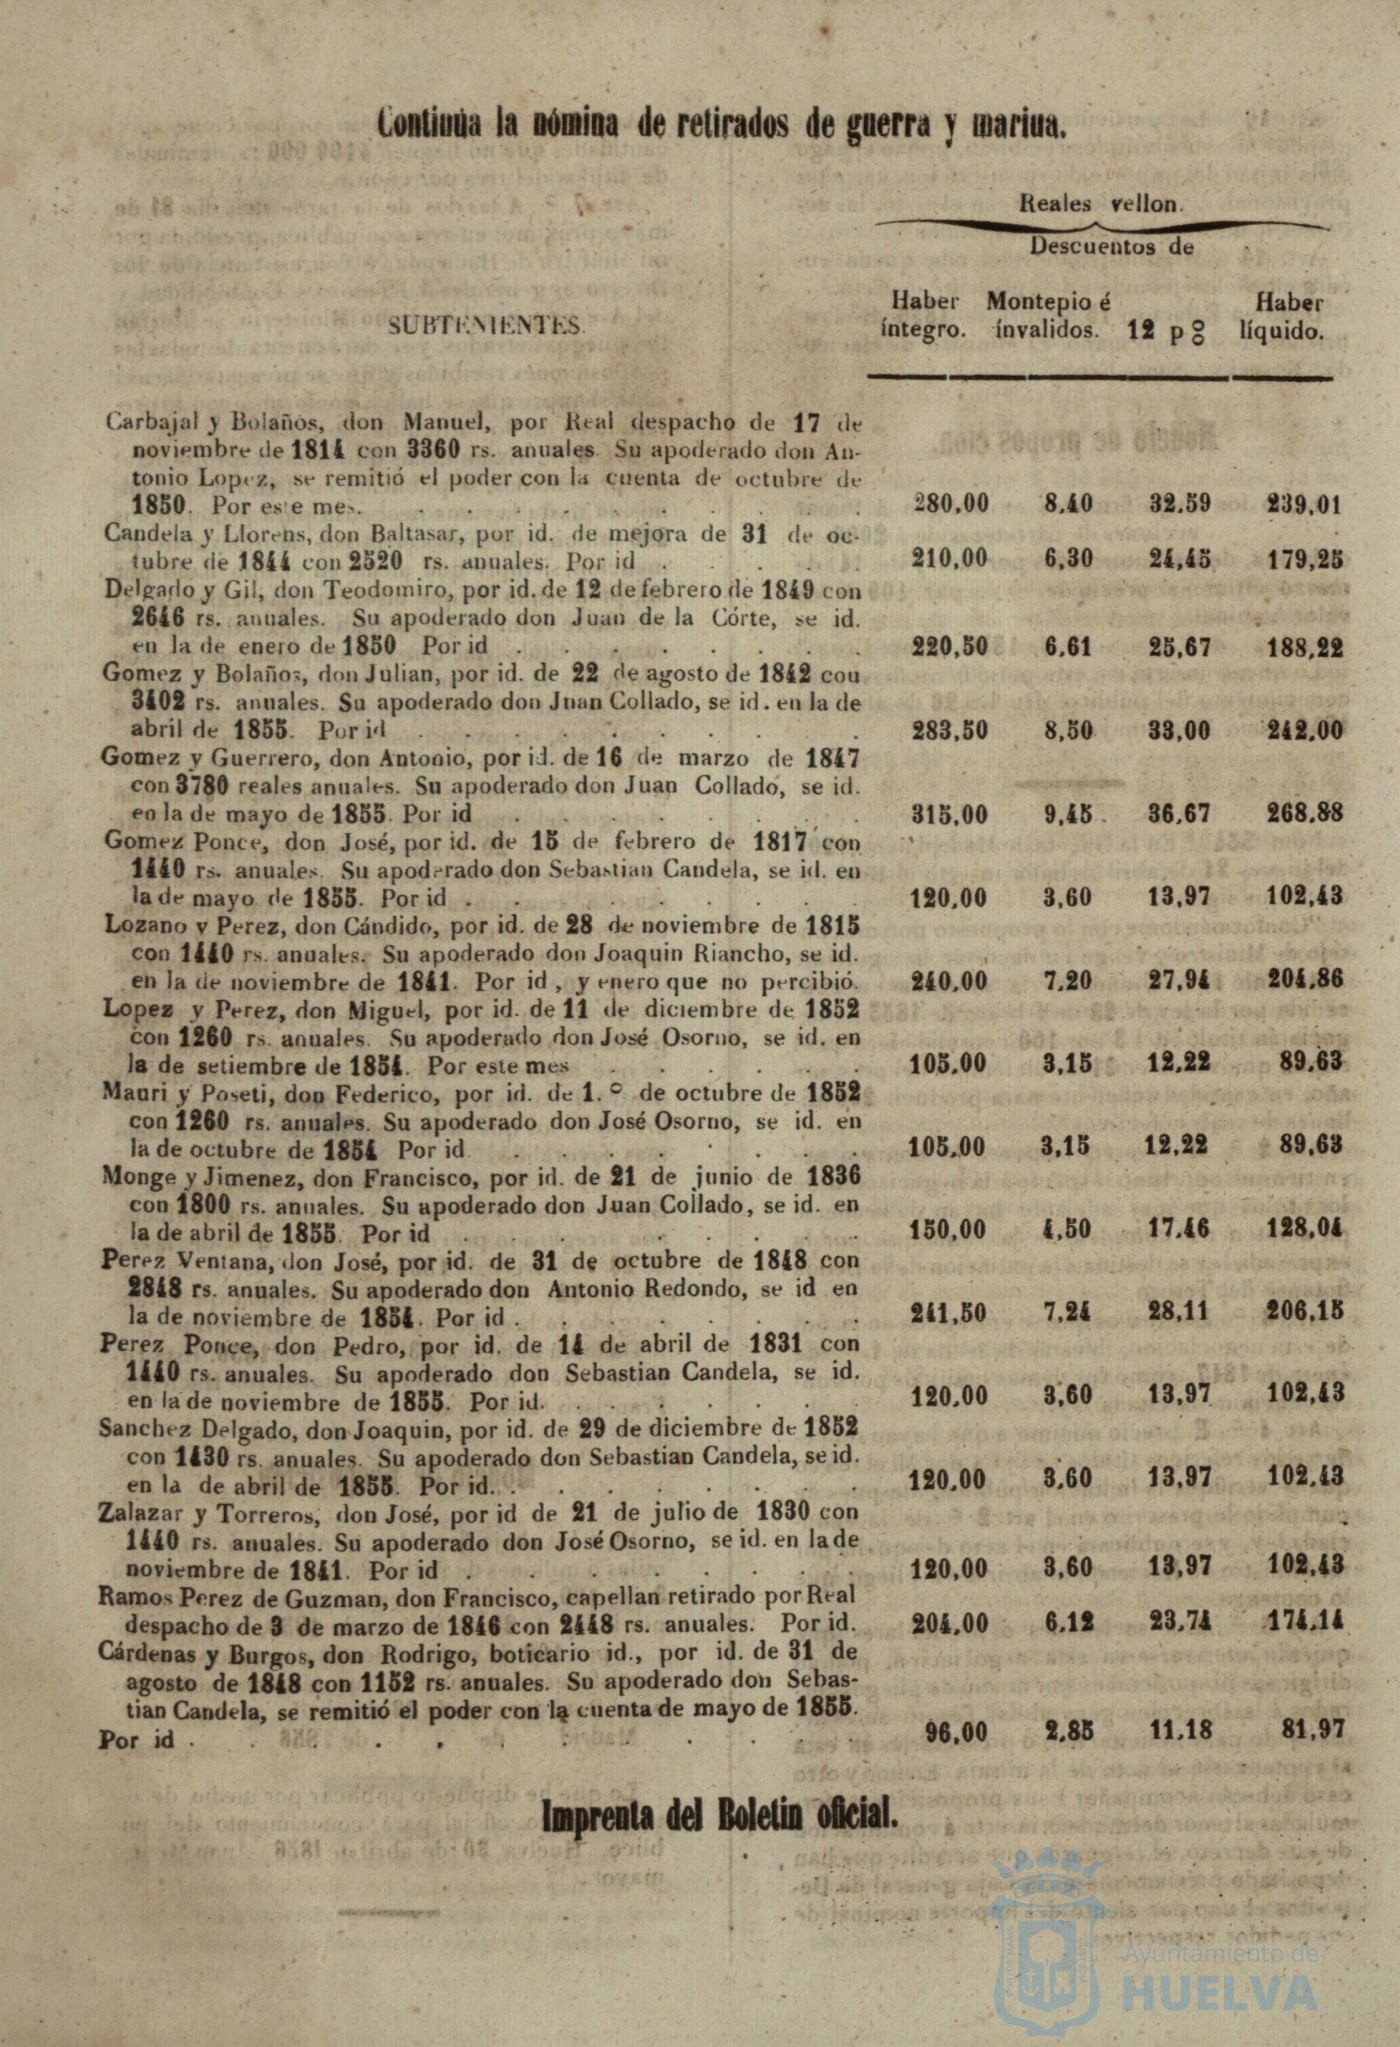 Continúa la nómina de retirados de guerra y marina.
Reales vellon.
Descuentos de
Haber Montepio é Haber
SUBTENIENTES. íntegro. ínvalidos. 12 p % líquido.
Carbajal y Bolaños, don Manuel, por Real despacho de 17 de
noviembre de 1814 con 3360 rs. anuales. Su apoderado don An-
tonio Lopez, se remitió el poder con la cuenta de octubre de
1850. Por este mes. 280,00 8,40 32.59 239,01
Candela y Llorens, don Baltasar, por id. de mejora de 31 de oc-
tubre de 1844 con 2520 rs. anuales. Por id . 210,00 6,30 24,45 179,25
Delgado y Gil, don Teodomiro, por id. de 12 de febrero de 1849 con
2646 rs. anuales. Su apoderado don Juan de la Córte, se id.
en la de enero de 1850 Por id . 220,50 6,61 25,67 188,22
Gomez y Bolaños, don Julian, por id. de 22 de agosto de 1842 cou
3402 rs. anuales. Su apoderado don Juan Collado, se id. en la de
abril de 1855. Por id . 283,50 8,50 33,00 242,00
Gomez y Guerrero, don Antonio, por id. de 16 de marzo de 1847
con 3780 reales anuales. Su apoderado don Juan Collado, se id.
en la de mayo de 1855. Por id . 315,00 9,45 36,67 268,88
Gomez Ponce, don José, por id. de 15 de febrero de 1817 con
1440 rs. anuales. Su apoderado don Sebastian Candela, se id. en
la de mayo de 1855. Por id . 120,00 3,60 13,97 102,43
Lozano y Perez, don Cándido, por id. de 28 de noviembre de 1815
con 1440 rs. anuales. Su apoderado don Joaquin Riancho, se id.
en la de noviembre de 1841. Por id , y enero que no percibió. 240,00 7,20 27,94 204,86
Lopez y Perez, don Miguel, por id. de 11 de diciembre de 1852
con 1260 rs. anuales. Su apoderado don José Osorno, se id. en
la de setiembre de 1854. Por este mes . 105,00 3,15 12,22 89,63
Mauri y Poseti, don Federico, por id. de 1.º de octubre de 1852
con 1260 rs. anuales. Su apoderado don José Osorno, se id. en
la de octubre de 1854 Por id. 105,00 3,15 12,22 89,63
Monge y Jimenez, don Francisco, por id. de 21 de junio de 1836
con 1800 rs. anuales. Su apoderado don Juan Collado, se id. en
la de abril de 1855. Por id . 150,00 4,50 17,46 128,04
Perez Ventana, don José, por id. de 31 de octubre de 1848 con
2848 rs. anuales. Su apoderado don Antonio Redondo, se id en
la de noviembre de 1854. Por id . 241,50 7,24 28,11 206,15
Perez Ponce, don Pedro, por id. de 14 de abril de 1831 con
1440 rs. anuales. Su apoderado don Sebastian Candela, se id.
en la de noviembre de 1855. Por id. 120,00 3,60 13,97 102,43
Sanchez Delgado, don Joaquin, por id. de 29 de diciembre de 1852
con 1430 rs. anuales. Su apoderado don Sebastian Candela, se id.
en la de abril de 1855. Por id. . 120,00 3,60 13,97 102,43
Zalazar y Torreros, don José, por id de 21 de julio de 1830 con
1440 rs. anuales. Su apoderado don José Osorno, se id. en la de
noviembre de 1841. Por id . 120,00 3,60 13,97 102,43
Ramos Perez de Guzman, don Francisco, capellan retirado por Real
despacho de 3 de marzo de 1846 con 2448 rs. anuales. Por id. 204,00 6,12 23,74 174,14
Cárdenas y Burgos, don Rodrigo, boticario id., por id. de 31 de
agosto de 1848 con 1152 rs. anuales. Su apoderado don Sebas-
tian Candela, se remitió el poder con la cuenta de mayo de 1855.
Por id . 96,00 2,85 11,18 81,97
Imprenta del Boletin oficial.
Ayuntamiento de
HUELVA